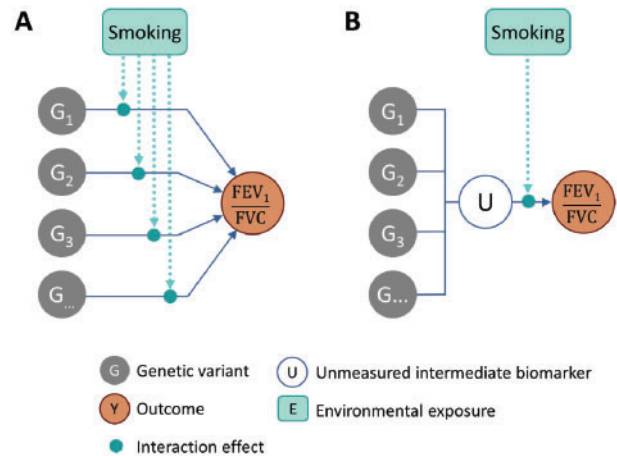 A
Smoking
G1
G2
G3
G...
FEV1
FVC
B
Smoking
G1
G2
G3
G...
U
FEV1
FVC
G Genetic variant
U Unmeasured intermediate biomarker
Y Outcome
E Environmental exposure
Interaction effect